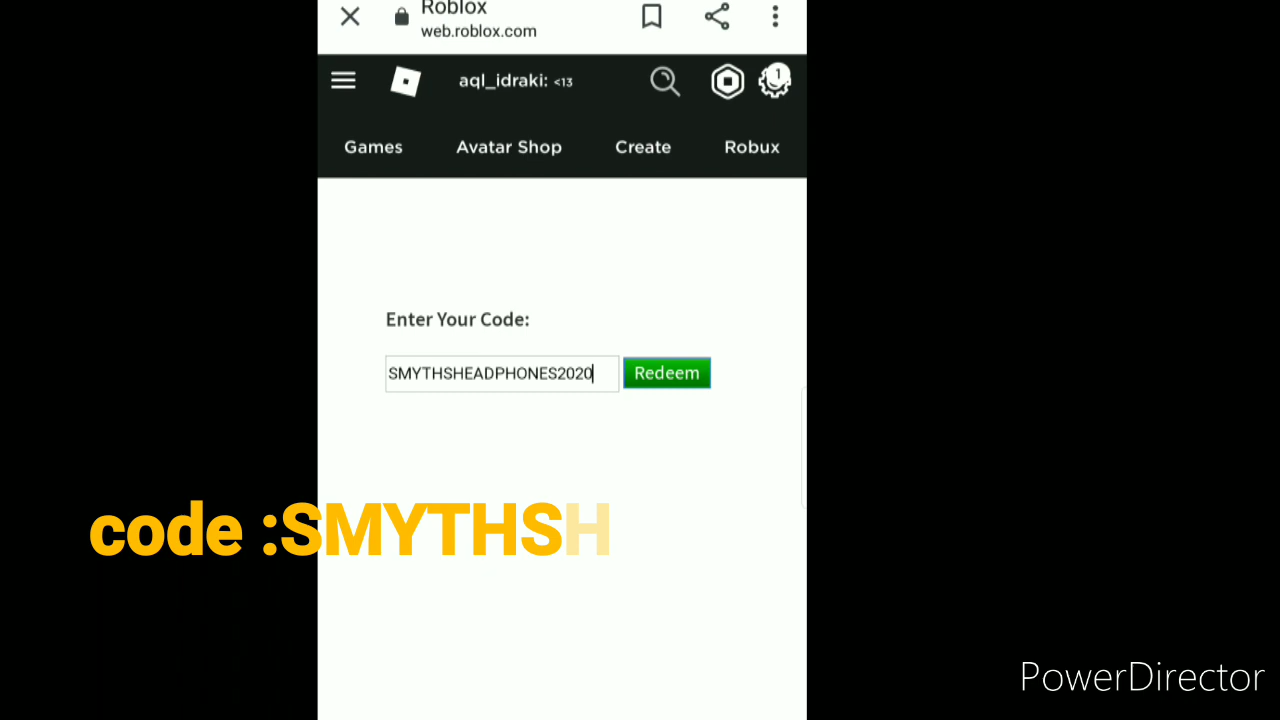 Roblox
web.roblox.com
aql_idraki: <13
1
Games Avatar Shop Create Robux
Enter Your Code:
SMYTHSHEADPHONES2020 Redeem
code :SMYTHSH
PowerDirector